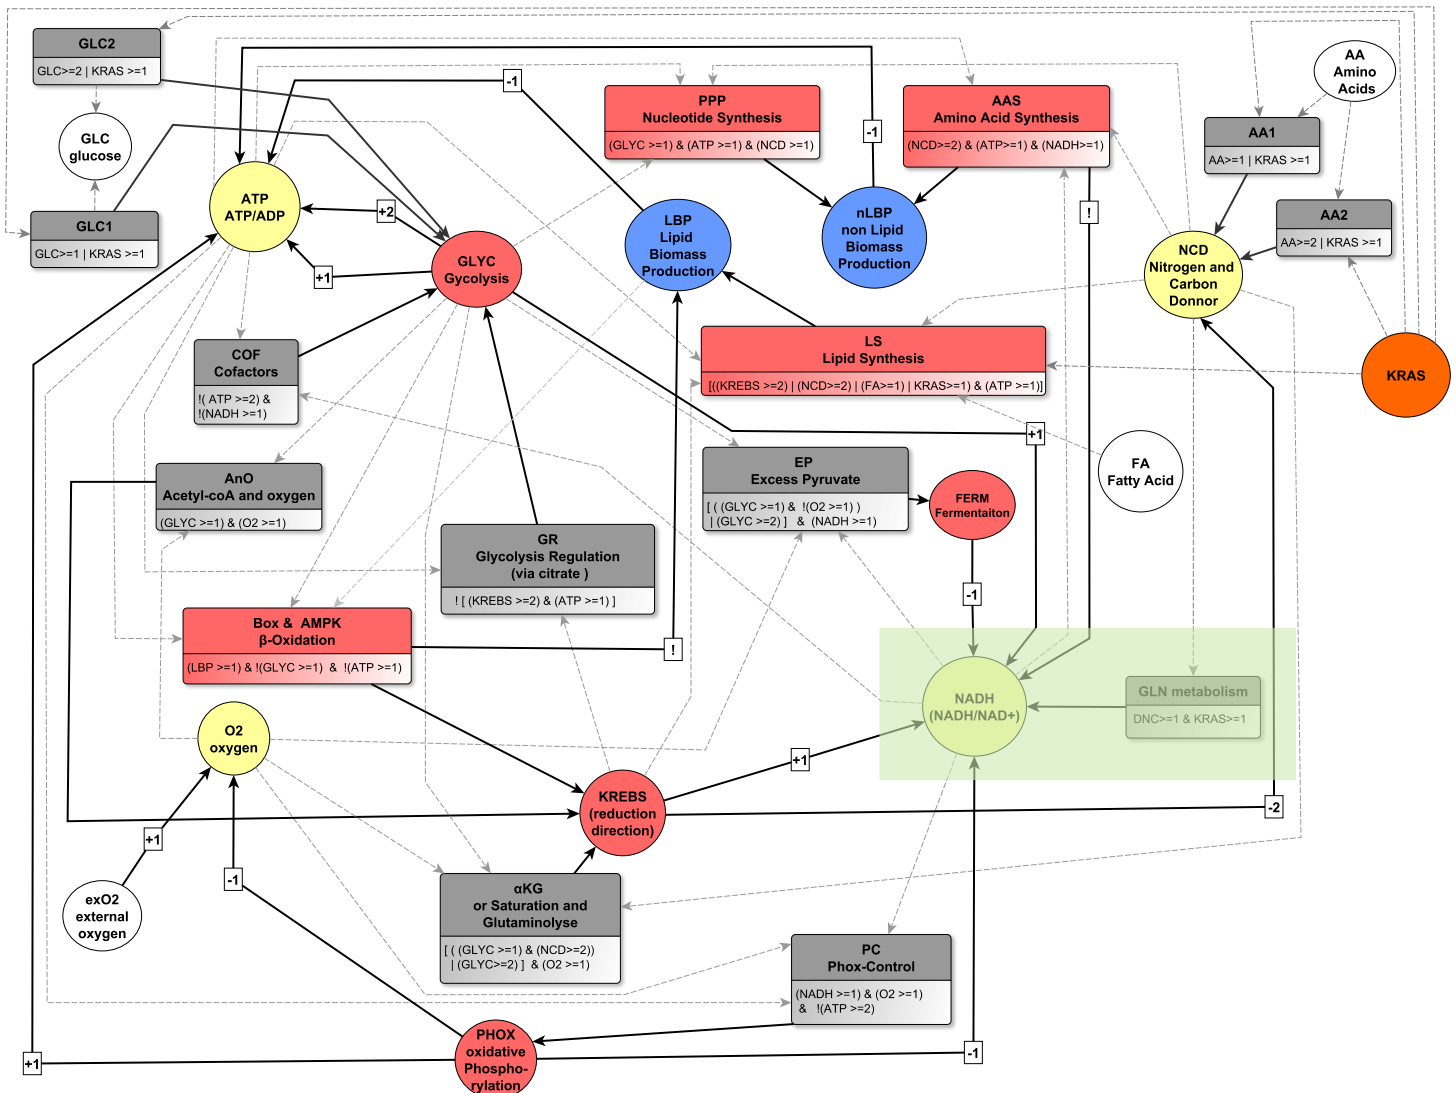 GLC2
GLC>=2 | KRAS >=1
GLC
glucose
GLC1
GLC>=1 | KRAS >=1
ATP
ATP/ADP
-1
+2
+1
GLYC
Gycolysis
PPP
Nucleotide Synthesis
(GLYC >=1) & (ATP >=1) & (NCD >=1)
-1
AAS
Amino Acid Synthesis
(NCD>=2) & (ATP>=1) & (NADH>=1)
!
LBP
Lipid
Biomass
Production
nLBP
non Lipid
Biomass
Production
AA
Amino
Acids
AA1
AA>=1 | KRAS >=1
AA2
AA>=2 | KRAS >=1
NCD
Nitrogen and
Carbon
Donnor
KRAS
LS
Lipid Synthesis
[((KREBS >=2) | (NCD>=2) | (FA>=1) | KRAS>=1) & (ATP >=1)]
COF
Cofactors
!( ATP >=2) &
!(NADH >=1)
+1
FA
Fatty Acid
AnO
Acetyl-coA and oxygen
(GLYC >=1) & (O2 >=1)
EP
Excess Pyruvate
[ ( (GLYC >=1) &  !(O2 >=1) )
| (GLYC >=2) ]   &  (NADH >=1)
FERM
Fermentaiton
-1
GR
Glycolysis Regulation
(via citrate )
! [ (KREBS >=2) & (ATP >=1) ]
Box &  AMPK
β-Oxidation
(LBP >=1) & !(GLYC >=1)  &  !(ATP >=1)
!
NADH
(NADH/NAD+)
GLN metabolism
DNC>=1 & KRAS>=1
O2
oxygen
+1
KREBS
(reduction
direction)
-2
+1
-1
exO2
external
oxygen
αKG
or Saturation and
Glutaminolyse
[ ( (GLYC >=1) & (NCD>=2))
| (GLYC>=2) ]  & (O2 >=1)
PC
Phox-Control
(NADH >=1) & (O2 >=1)
&   !(ATP >=2)
PHOX
oxidative
Phospho-
rylation
+1
-1